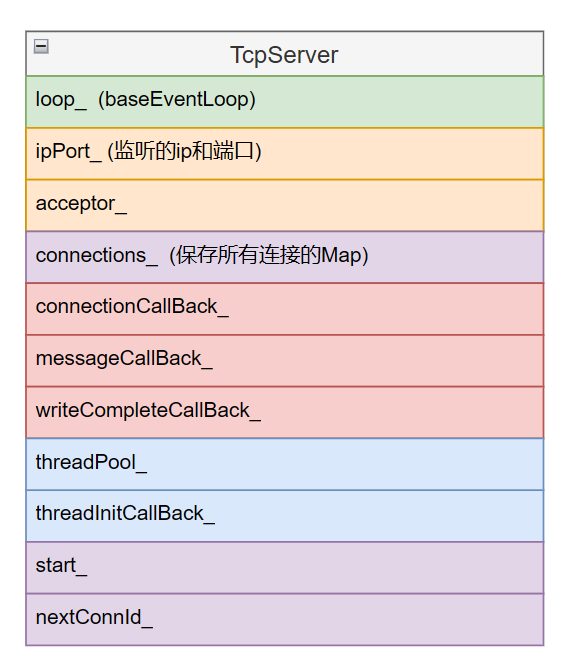 TcpServer
loop_ (baseEventLoop)
ipPort_ (监听的ip和端口)
acceptor_
connections_ (保存所有连接的Map)
connectionCallBack_
messageCallBack_
writeCompleteCallBack_
threadPool_
threadInitCallBack_
start_
nextConnId_